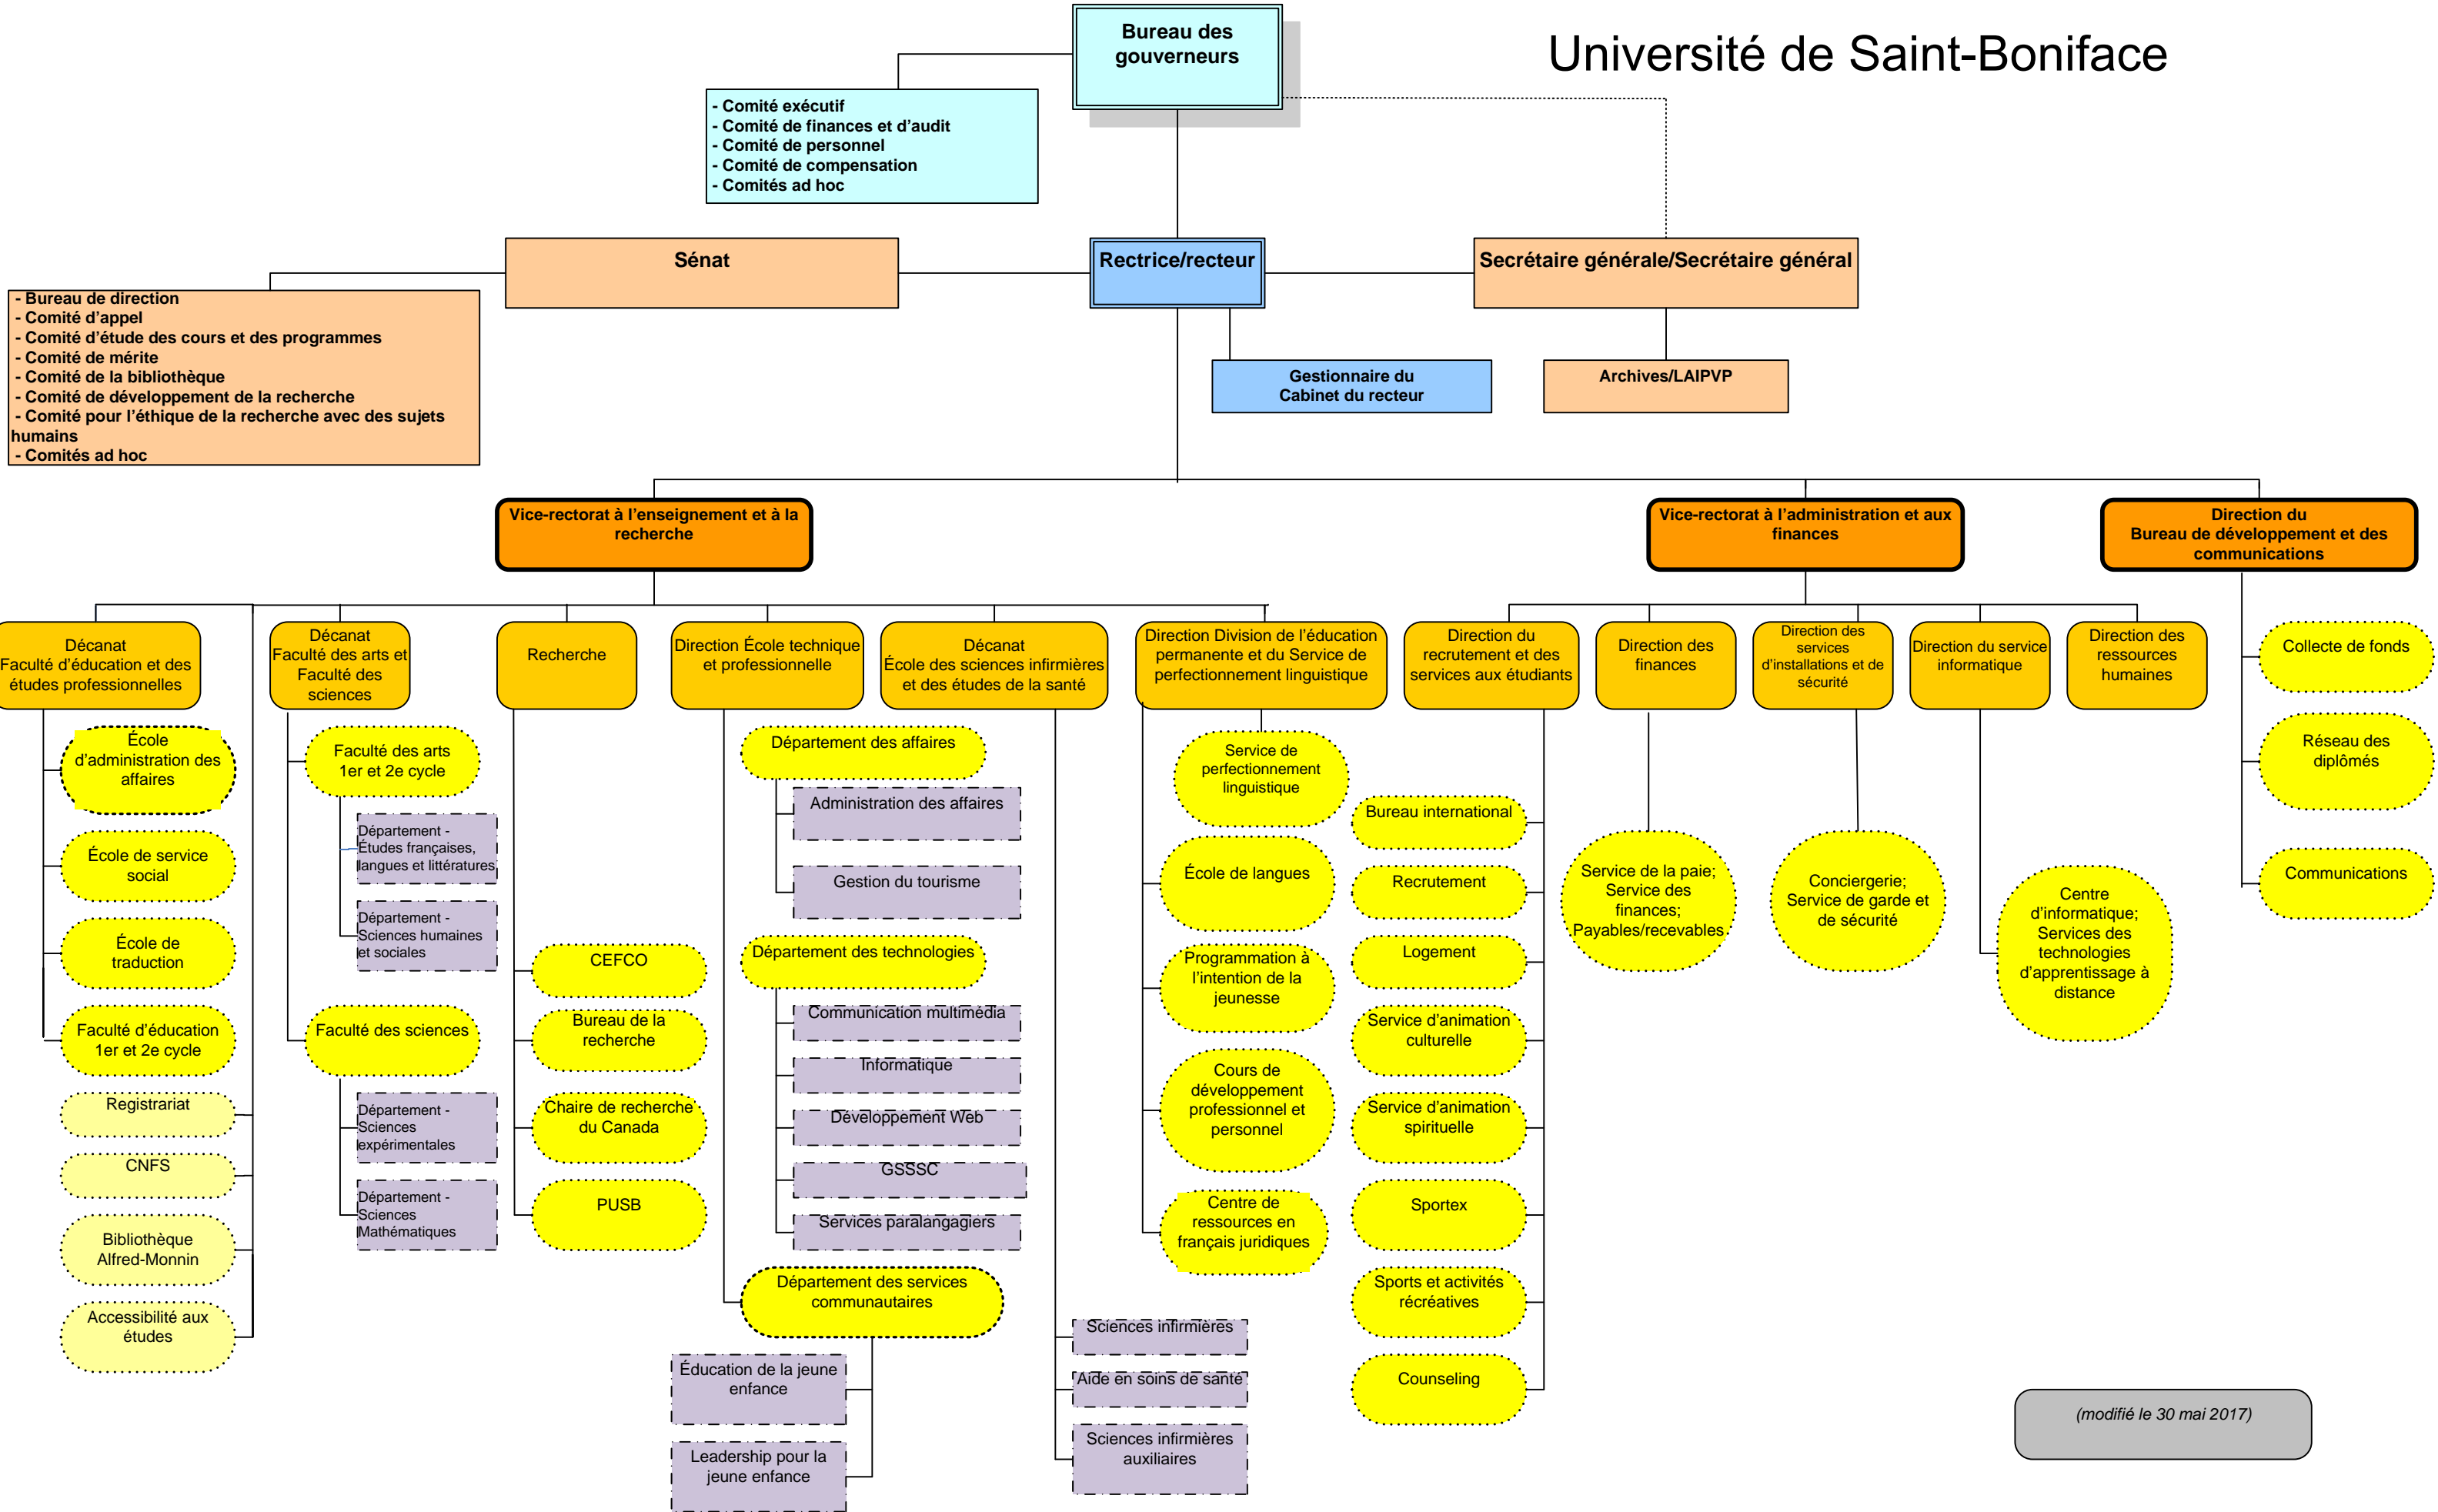 Université de Saint-Boniface
Bureau des
gouverneurs
- Comité exécutif
- Comité de finances et d'audit
- Comité de personnel
- Comité de compensation
- Comités ad hoc
Sénat
Rectrice/recteur
Secrétaire générale/Secrétaire général
- Bureau de direction
- Comité d'appel
- Comité d'étude des cours et des programmes
- Comité de mérite
- Comité de la bibliothèque
- Comité de développement de la recherche
- Comité pour l'éthique de la recherche avec des sujets
humains
- Comités ad hoc
Gestionnaire du
Cabinet du recteur
Archives/LAIPVP
Vice-rectorat à l'enseignement et à la
recherche
Vice-rectorat à l'administration et aux
finances
Direction du
Bureau de développement et des
communications
Décanat
Faculté d'éducation et des
études professionnelles
Décanat
Faculté des arts et
Faculté des
sciences
Recherche
Direction École technique
et professionnelle
Décanat
École des sciences infirmières
et des études de la santé
Direction Division de l'éducation
permanente et du Service de
perfectionnement linguistique
Direction du
recrutement et des
services aux étudiants
Direction des
finances
Direction des
services
d'installations et de
sécurité
Direction du service
informatique
Direction des
ressources
humaines
École
d'administration des
affaires
École de service
social
École de
traduction
Faculté d'éducation
1er et 2e cycle
Registrariat
CNFS
Bibliothèque
Alfred-Monnin
Accessibilité aux
études
Faculté des arts
1er et 2e cycle
Département -
Études françaises,
langues et littératures
Département -
Sciences humaines
et sociales
Faculté des sciences
Département -
Sciences
expérimentales
Département -
Sciences
Mathématiques
CEFCO
Bureau de la
recherche
Chaire de recherche
du Canada
PUSB
Département des affaires
Administration des affaires
Gestion du tourisme
Département des technologies
Communication multimédia
Informatique
Développement Web
GSSSC
Services paralangagiers
Département des services
communautaires
Éducation de la jeune
enfance
Leadership pour la
jeune enfance
Sciences infirmières
Aide en soins de santé
Sciences infirmières
auxiliaires
Service de
perfectionnement
linguistique
École de langues
Programmation à
l'intention de la
jeunesse
Cours de
développement
professionnel et
personnel
Centre de
ressources en
français juridiques
Bureau international
Recrutement
Logement
Service d'animation
culturelle
Service d'animation
spirituelle
Sportex
Sports et activités
récréatives
Counseling
Service de la paie;
Service des
finances;
Payables/recevables
Conciergerie;
Service de garde et
de sécurité
Centre
d'informatique;
Services des
technologies
d'apprentissage à
distance
Collecte de fonds
Réseau des
diplômés
Communications
(modifié le 30 mai 2017)